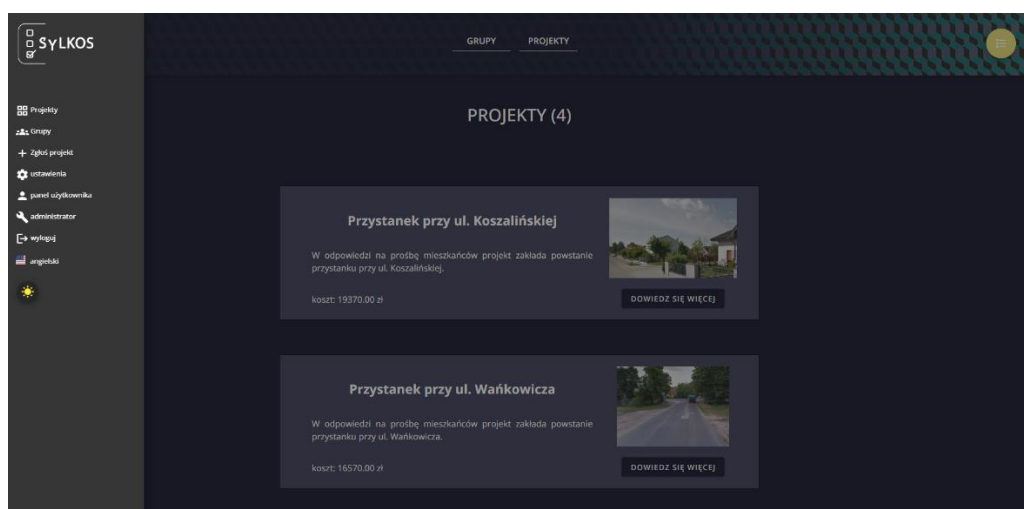 SyLKOS
GRUPY PROJEKTY
Projekty
Grupy
Zgłoś projekt
ustawienia
panel użytkownika
administrator
wyloguj
angielski
PROJEKTY (4)
Przystanek przy ul. Koszalińskiej
W odpowiedzi na prośbę mieszkańców projekt zakłada powstanie
przystanku przy ul. Koszalińskiej.
koszt: 19370.00 zł
DOWIEDZ SIĘ WIĘCEJ
Przystanek przy ul. Wańkowicza
W odpowiedzi na prośbę mieszkańców projekt zakłada powstanie
przystanku przy ul. Wańkowicza.
koszt: 16570.00 zł
DOWIEDZ SIĘ WIĘCEJ